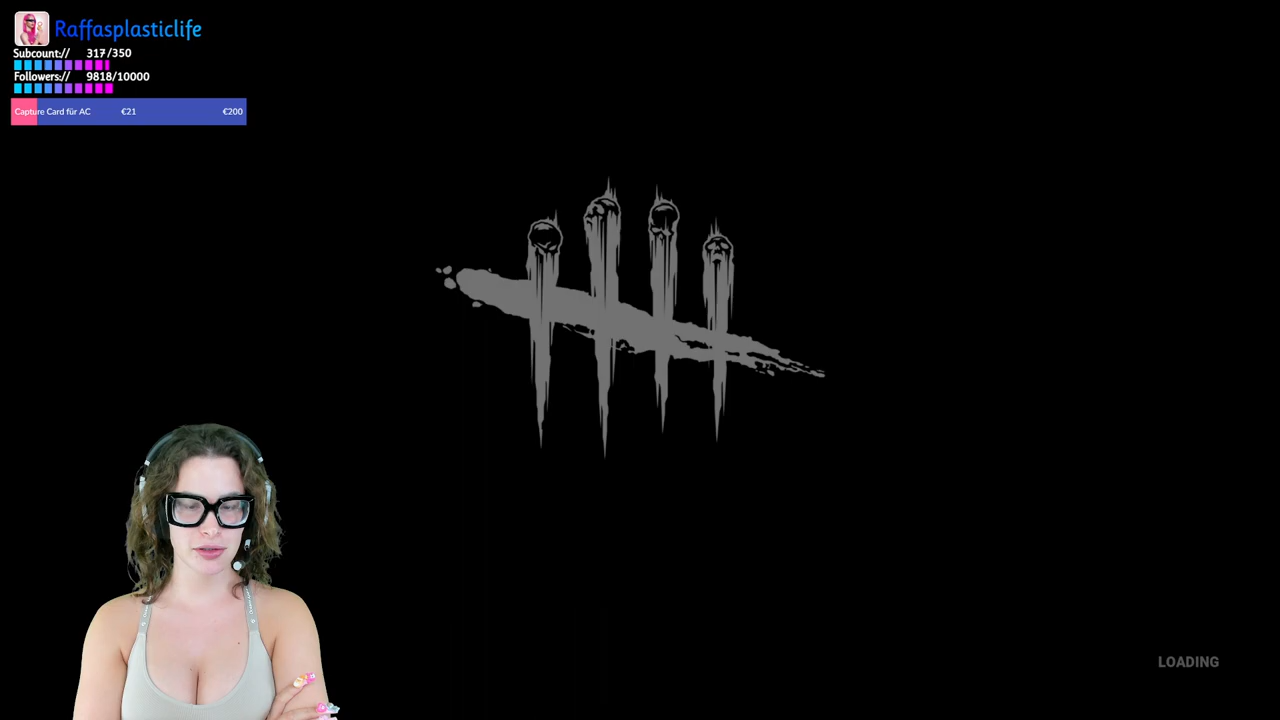 Raffasplasticlife
Subcount:// 317/350
Followers:// 9818/10000
Capture Card für AC €21 €200
LOADING